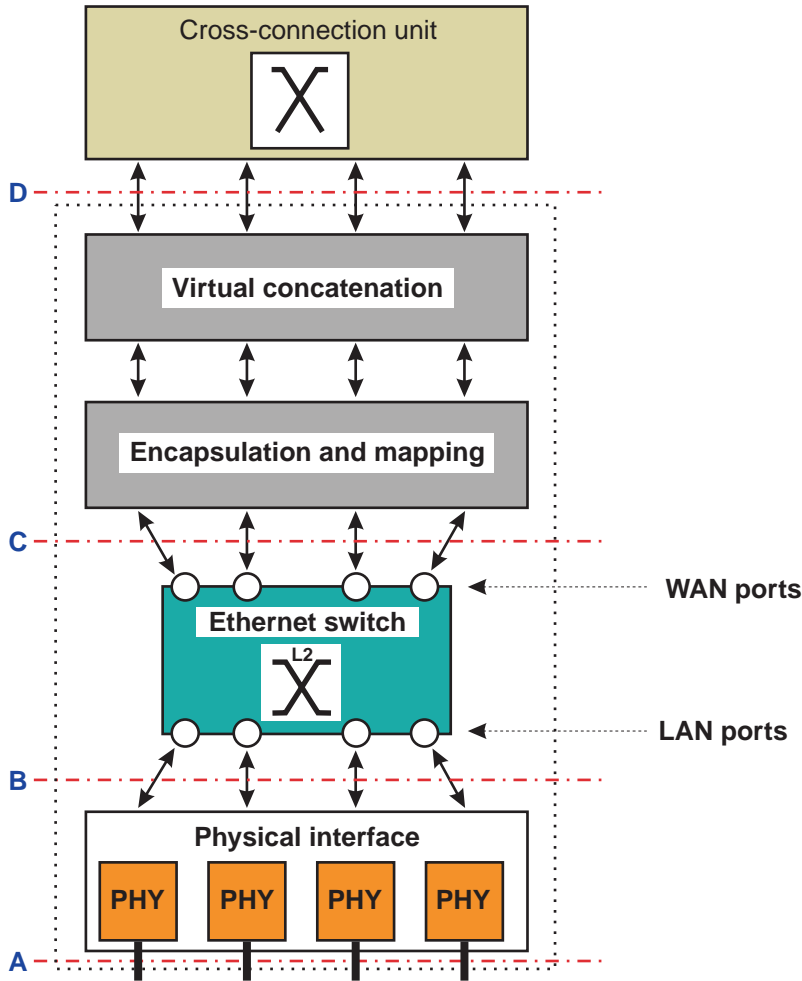 Cross-connection unit
D
Virtual concatenation
Encapsulation and mapping
C
WAN ports
Ethernet switch
L2
LAN ports
B
Physical interface
PHY PHY PHY PHY
A